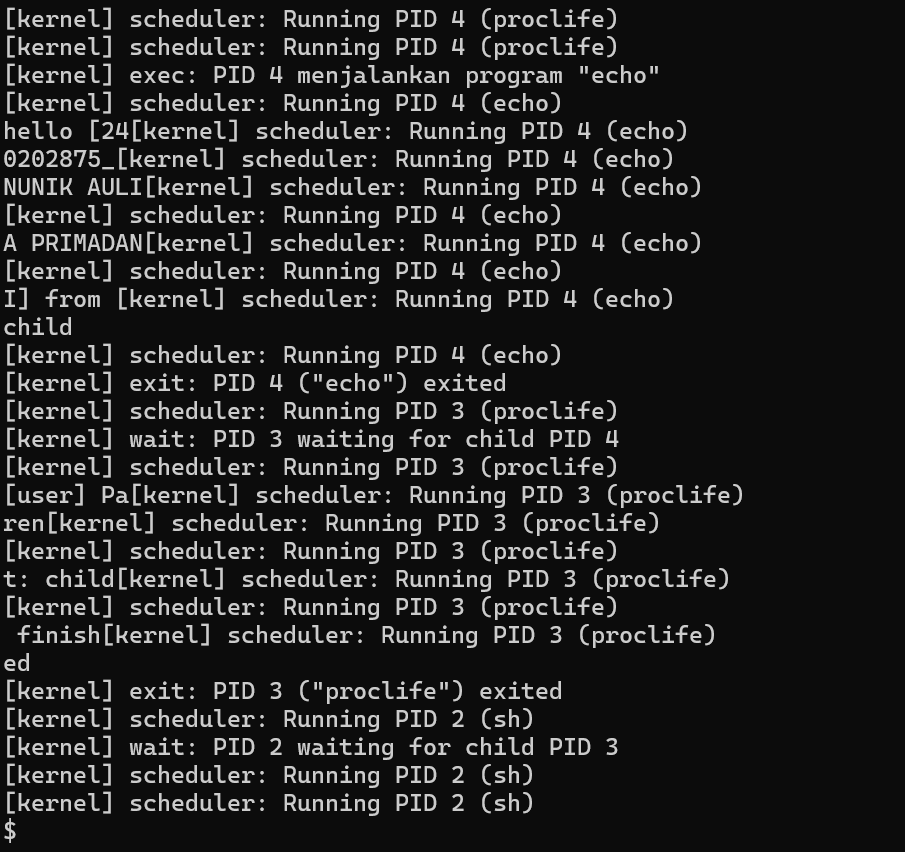 [kernel] scheduler: Running PID 4 (proclife)
[kernel] scheduler: Running PID 4 (proclife)
[kernel] exec: PID 4 menjalankan program "echo"
[kernel] scheduler: Running PID 4 (echo)
hello [24[kernel] scheduler: Running PID 4 (echo)
0202875_[kernel] scheduler: Running PID 4 (echo)
NUNIK AULI[kernel] scheduler: Running PID 4 (echo)
[kernel] scheduler: Running PID 4 (echo)
A PRIMADAN[kernel] scheduler: Running PID 4 (echo)
[kernel] scheduler: Running PID 4 (echo)
I] from [kernel] scheduler: Running PID 4 (echo)
child
[kernel] scheduler: Running PID 4 (echo)
[kernel] exit: PID 4 ("echo") exited
[kernel] scheduler: Running PID 3 (proclife)
[kernel] wait: PID 3 waiting for child PID 4
[kernel] scheduler: Running PID 3 (proclife)
[user] Pa[kernel] scheduler: Running PID 3 (proclife)
ren[kernel] scheduler: Running PID 3 (proclife)
[kernel] scheduler: Running PID 3 (proclife)
t: child[kernel] scheduler: Running PID 3 (proclife)
[kernel] scheduler: Running PID 3 (proclife)
 finish[kernel] scheduler: Running PID 3 (proclife)
ed
[kernel] exit: PID 3 ("proclife") exited
[kernel] scheduler: Running PID 2 (sh)
[kernel] wait: PID 2 waiting for child PID 3
[kernel] scheduler: Running PID 2 (sh)
[kernel] scheduler: Running PID 2 (sh)
$